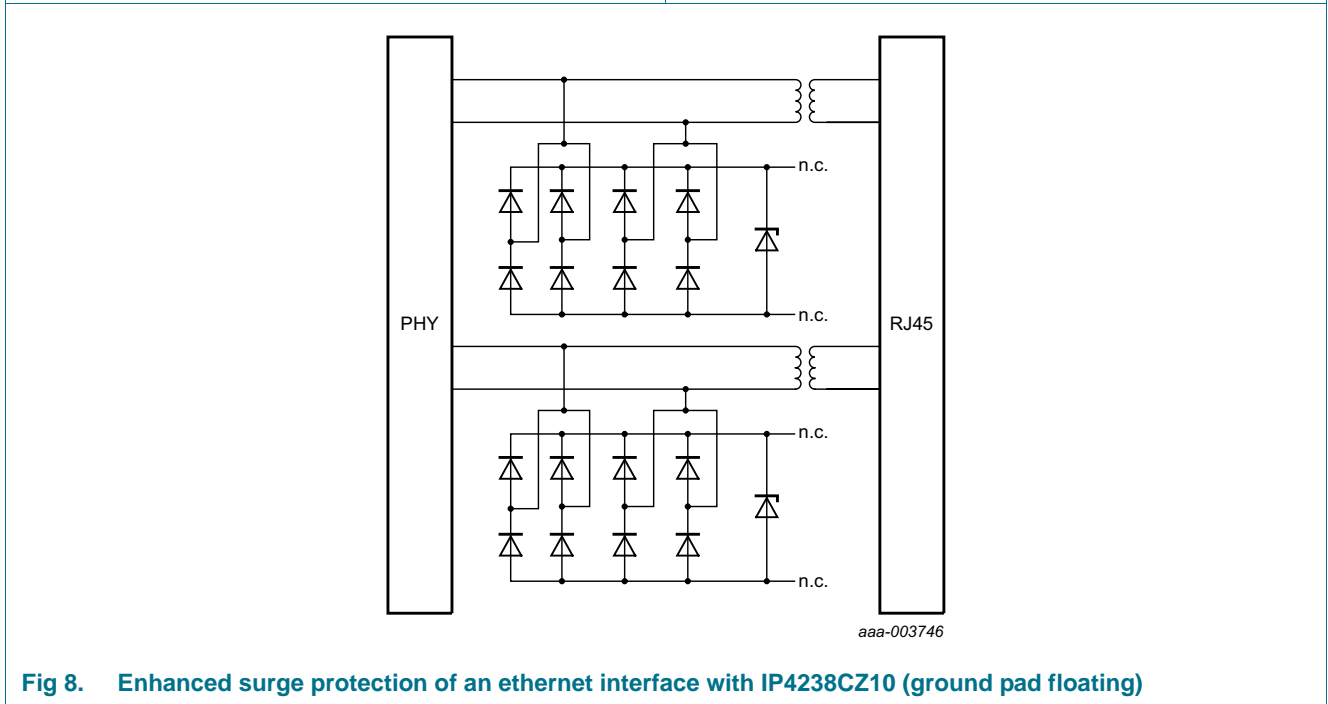 n.c.
n.c.
PHY
RJ45
n.c.
n.c.
aaa-003746
Fig 8. Enhanced surge protection of an ethernet interface with IP4238CZ10 (ground pad floating)